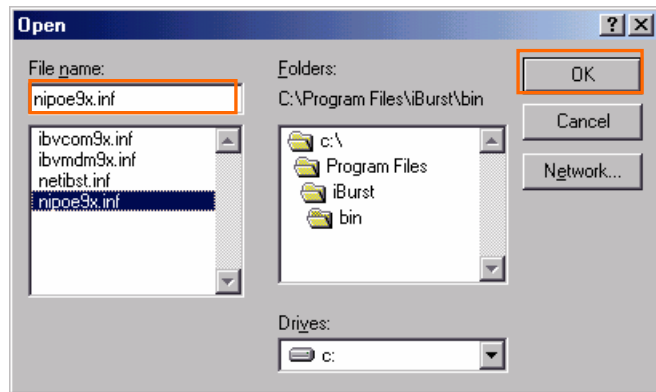 Open
File name:
nipoe9x.inf
ibvcom9x.inf
ibvmdm9x.inf
netibst.inf
nipoe9x.inf
Folders:
C:\Program Files\iBurst\bin
c:\
Program Files
iBurst
bin
Drives:
c:
OK
Cancel
Network...